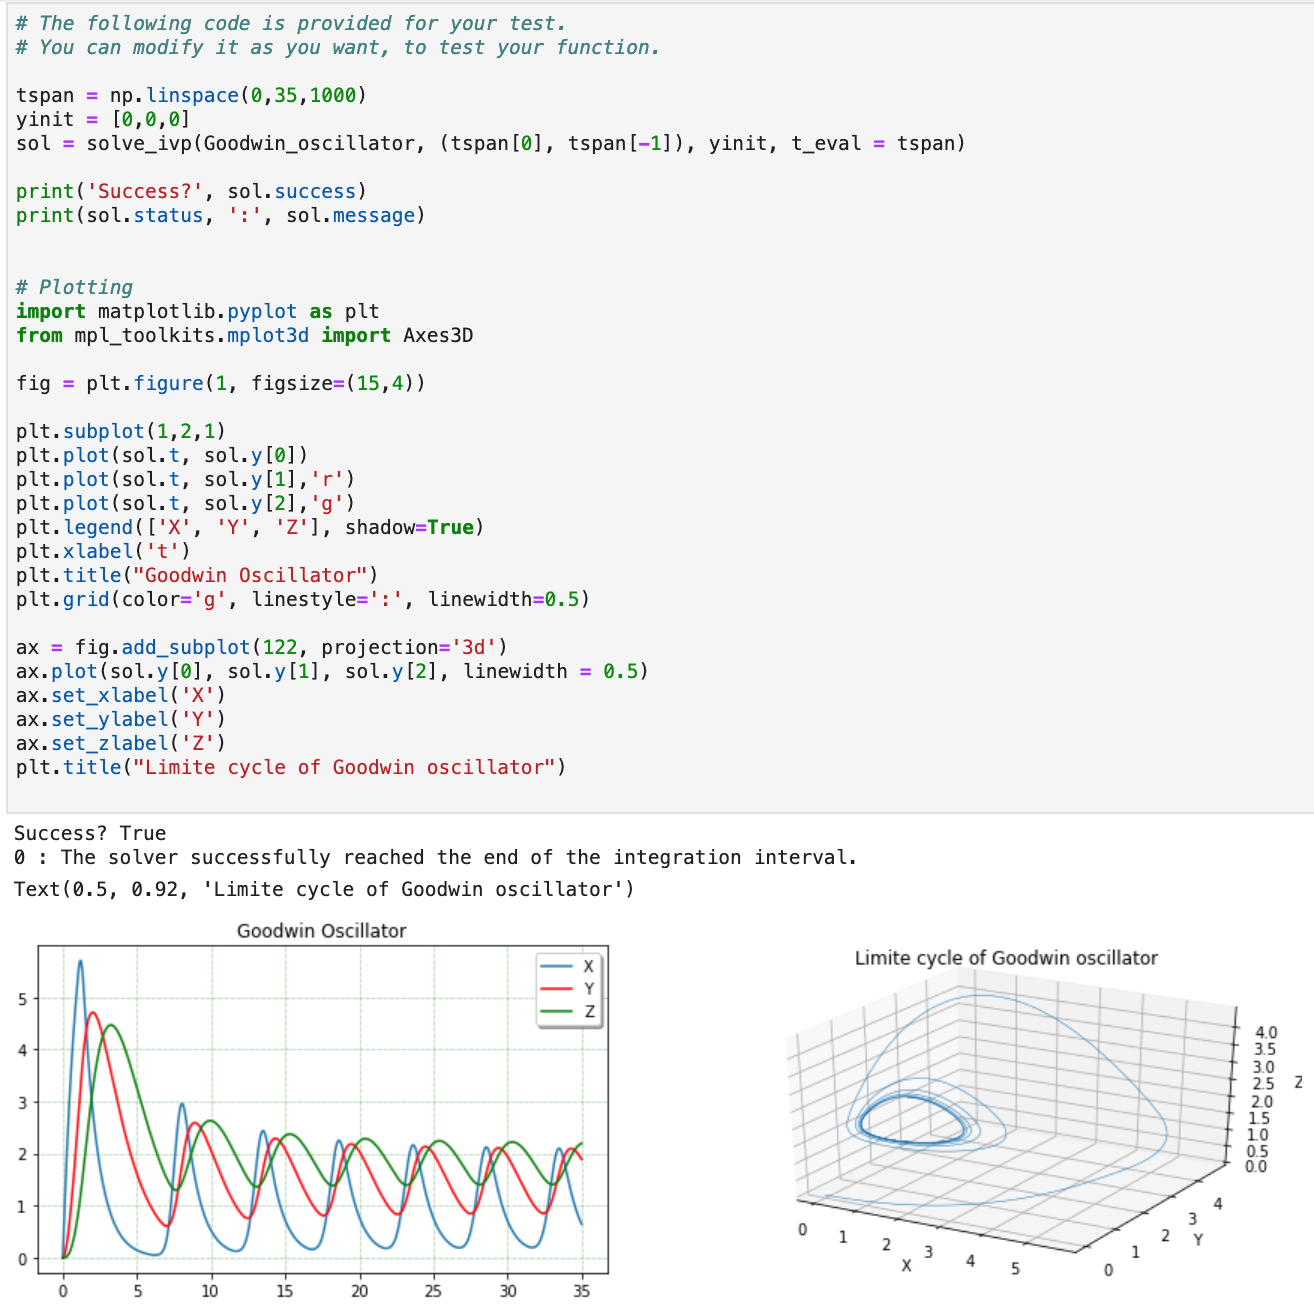 # The following code is provided for your test.
# You can modify it as you want, to test your function.
tspan = np.linspace(0,35,1000)
yinit = [0,0,0]
sol = solve_ivp(Goodwin_oscillator, (tspan[0], tspan[-1]), yinit, t_eval = tspan)
print('Success?', sol.success)
print(sol.status, ':', sol.message)
# Plotting
import matplotlib.pyplot as plt
from mpl_toolkits.mplot3d import Axes3D
fig = plt.figure(1, figsize=(15,4))
plt.subplot(1,2,1)
plt.plot(sol.t, sol.y[0])
plt.plot(sol.t, sol.y[1],'r')
plt.plot(sol.t, sol.y[2],'g')
plt.legend(['X', 'Y', 'Z'], shadow=True)
plt.xlabel('t')
plt.title("Goodwin Oscillator")
plt.grid(color='g', linestyle=':', linewidth=0.5)
ax = fig.add_subplot(122, projection='3d')
ax.plot(sol.y[0], sol.y[1], sol.y[2], linewidth = 0.5)
ax.set_xlabel('X')
ax.set_ylabel('Y')
ax.set_zlabel('Z')
plt.title("Limite cycle of Goodwin oscillator")
Success? True
0 : The solver successfully reached the end of the integration interval.
Text(0.5, 0.92, 'Limite cycle of Goodwin oscillator')
Goodwin Oscillator
X
Y
Z
5
4
3
2
1
0
0 5 10 15 20 25 30 35
Limite cycle of Goodwin oscillator
4.0
3.5
3.0
2.5
2.0
1.5
1.0
0.5
0.0
Z
0 1 2 3 4 5
X
0 1 2 3 4
Y